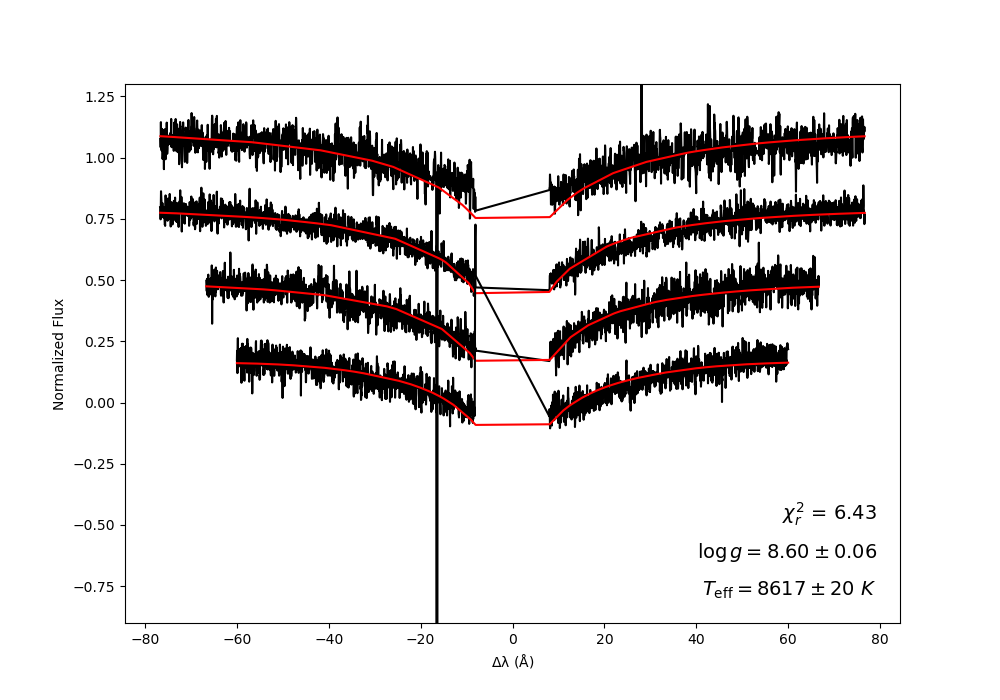 1.25
1.00
0.75
0.50
0.25
0.00
−0.25
−0.50
−0.75
Normalized Flux
χ²ᵣ = 6.43
log g = 8.60 ± 0.06
T_eff = 8617 ± 20 K
−80 −60 −40 −20 0 20 40 60 80
Δλ (Å)